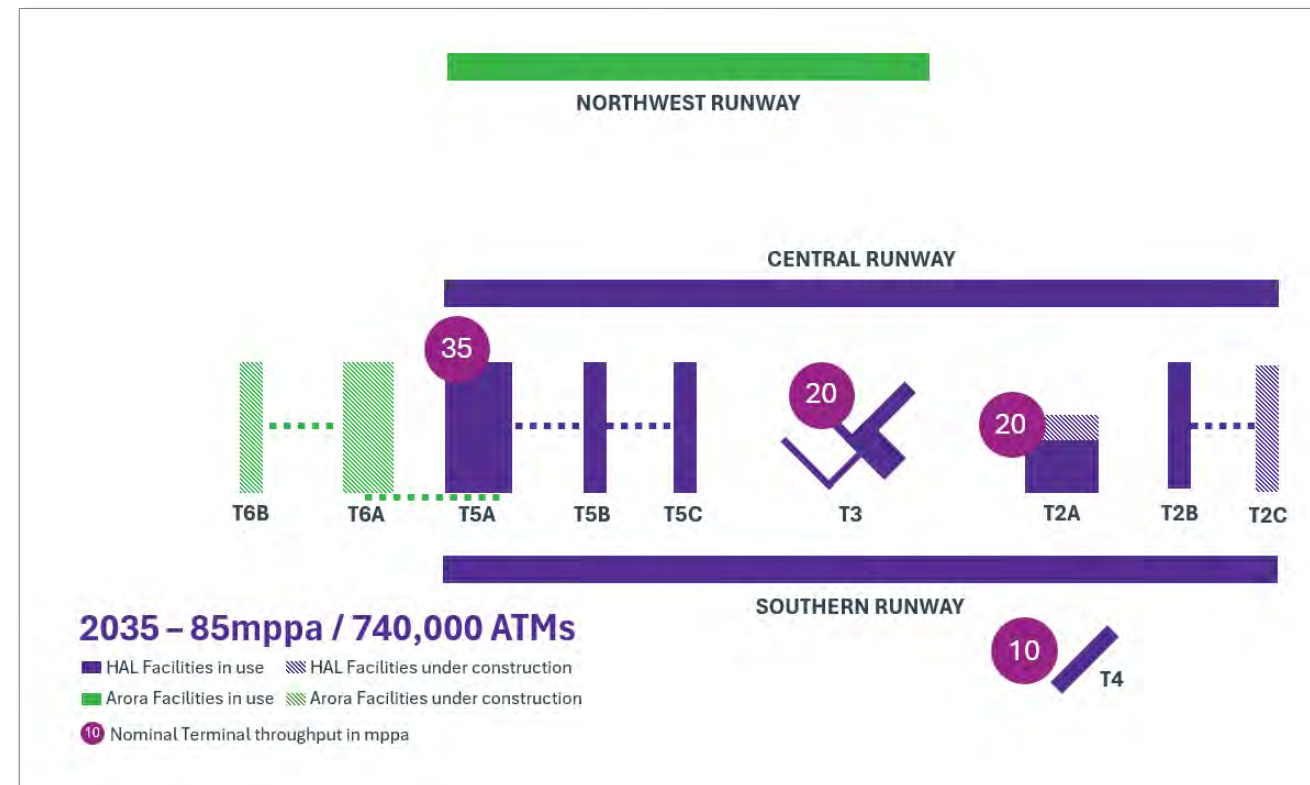 NORTHWEST RUNWAY
CENTRAL RUNWAY
35
20
20
T6B
T6A
T5A
T5B
T5C
T3
T2A
T2B
T2C
SOUTHERN RUNWAY
10
T4
2035 – 85mppa / 740,000 ATMs
HAL Facilities in use
HAL Facilities under construction
Arora Facilities in use
Arora Facilities under construction
10 Nominal Terminal throughput in mppa